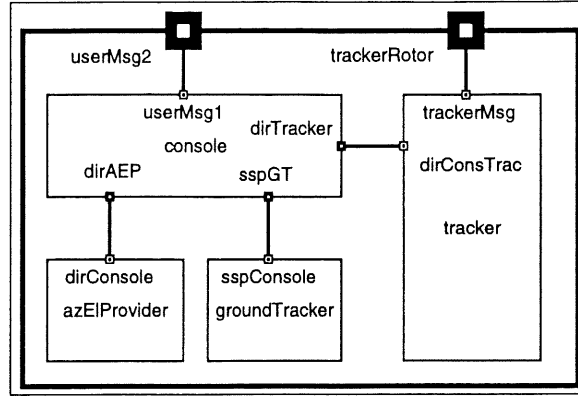 userMsg2
trackerRotor
userMsg1
dirTracker
trackerMsg
console
dirConsTrac
dirAEP
sspGT
tracker
dirConsole
sspConsole
azElProvider
groundTracker